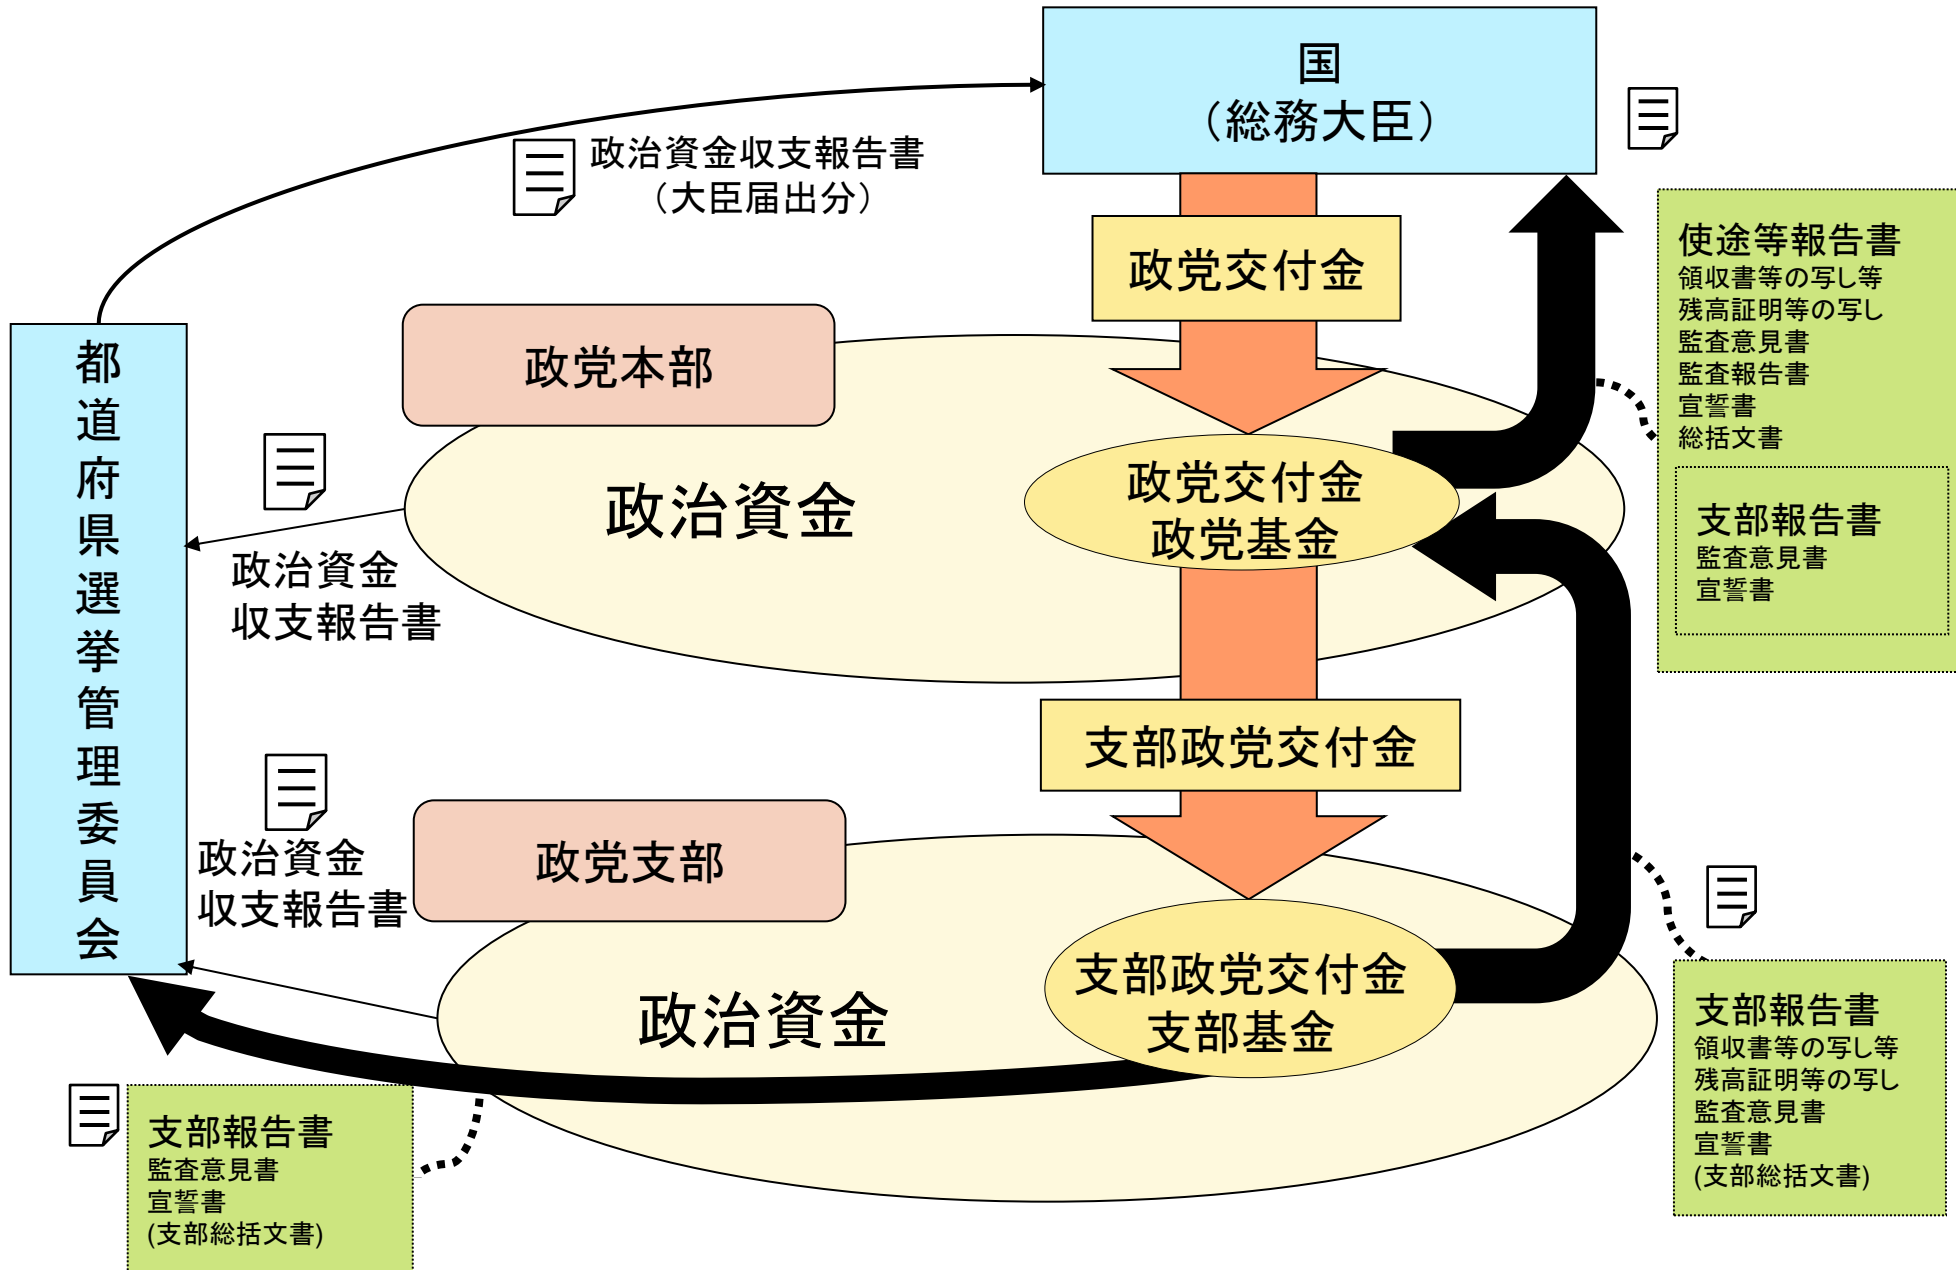 国
（総務大臣）
政治資金収支報告書
（大臣届出分）
政党交付金
使途等報告書
領収書等の写し等
残高証明等の写し
監査意見書
監査報告書
宣誓書
総括文書
支部報告書
監査意見書
宣誓書
都道府県選挙管理委員会
政党本部
政治資金
政党交付金
政党基金
政治資金
収支報告書
支部政党交付金
政党支部
政治資金
収支報告書
政治資金
支部政党交付金
支部基金
支部報告書
領収書等の写し等
残高証明等の写し
監査意見書
宣誓書
(支部総括文書)
支部報告書
監査意見書
宣誓書
(支部総括文書)